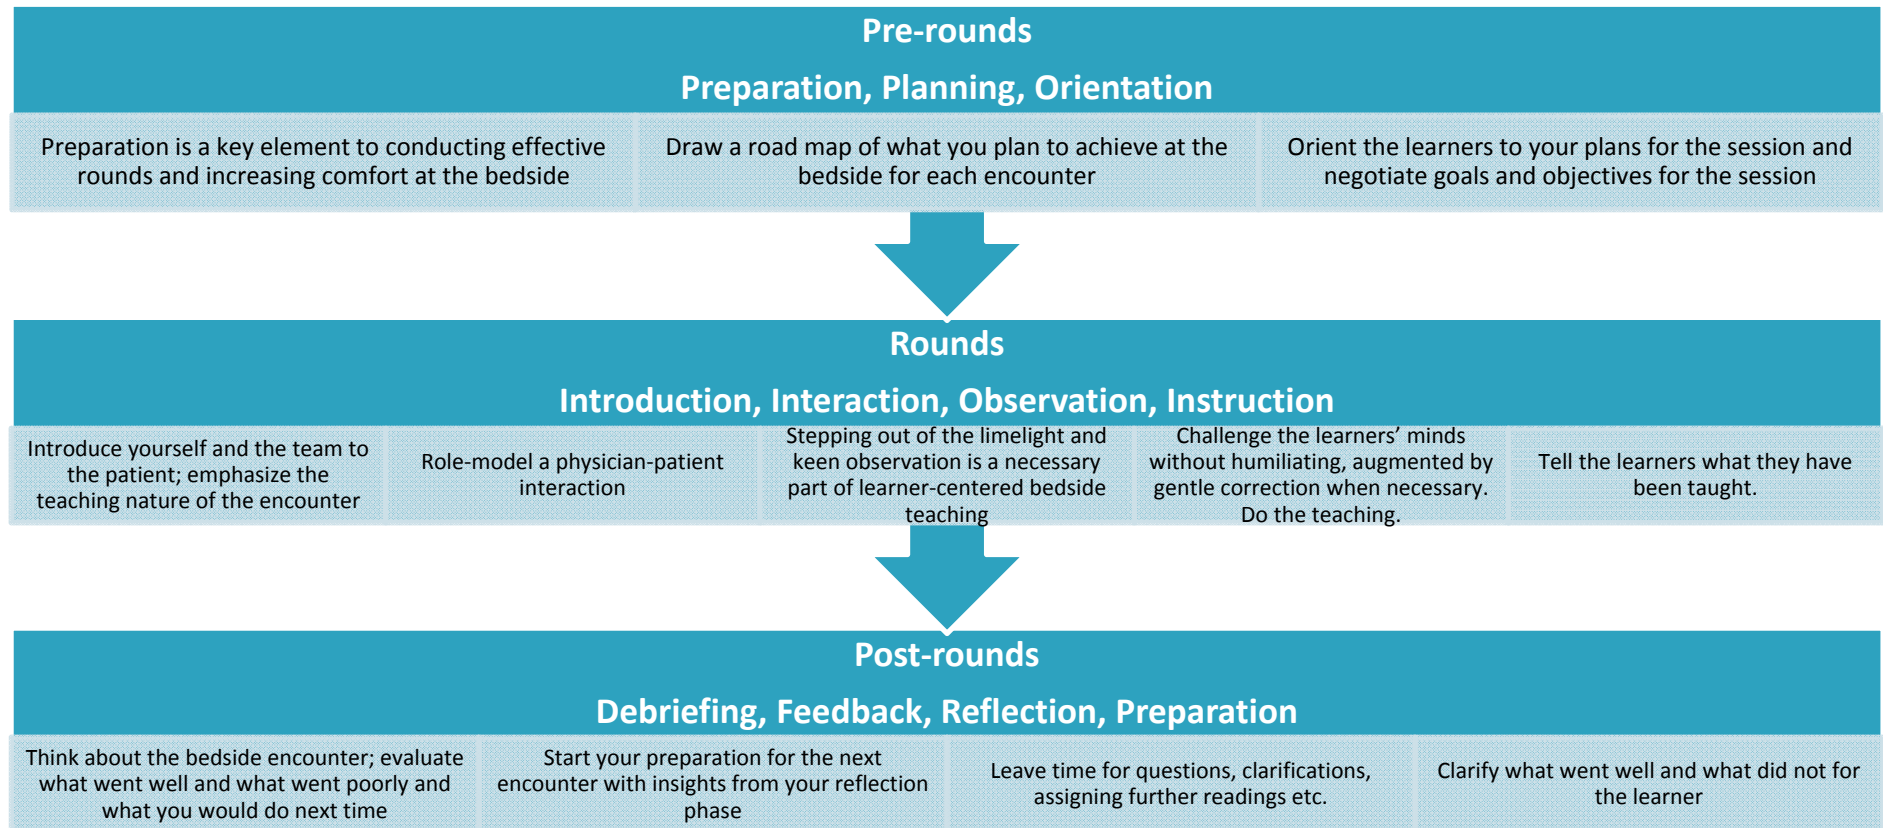 Pre-rounds
Preparation, Planning, Orientation
Preparation is a key element to conducting effective
rounds and increasing comfort at the bedside
Draw a road map of what you plan to achieve at the
bedside for each encounter
Orient the learners to your plans for the session and
negotiate goals and objectives for the session
Rounds
Introduction, Interaction, Observation, Instruction
Introduce yourself and the team to
the patient; emphasize the
teaching nature of the encounter
Role-model a physician-patient
interaction
Stepping out of the limelight and
keen observation is a necessary
part of learner-centered bedside
teaching
Challenge the learners’ minds
without humiliating, augmented by
gentle correction when necessary.
Do the teaching.
Tell the learners what they have
been taught.
Post-rounds
Debriefing, Feedback, Reflection, Preparation
Think about the bedside encounter; evaluate
what went well and what went poorly and
what you would do next time
Start your preparation for the next
encounter with insights from your reflection
phase
Leave time for questions, clarifications,
assigning further readings etc.
Clarify what went well and what did not for
the learner